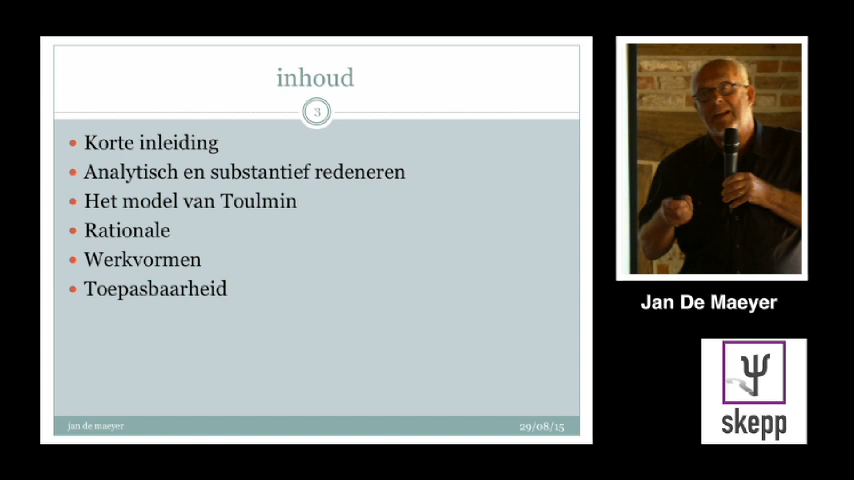 inhoud
3
Korte inleiding
Analytisch en substantief redeneren
Het model van Toulmin
Rationale
Werkvormen
Toepasbaarheid
jan de maeyer
29/08/15
Jan De Maeyer
skepp